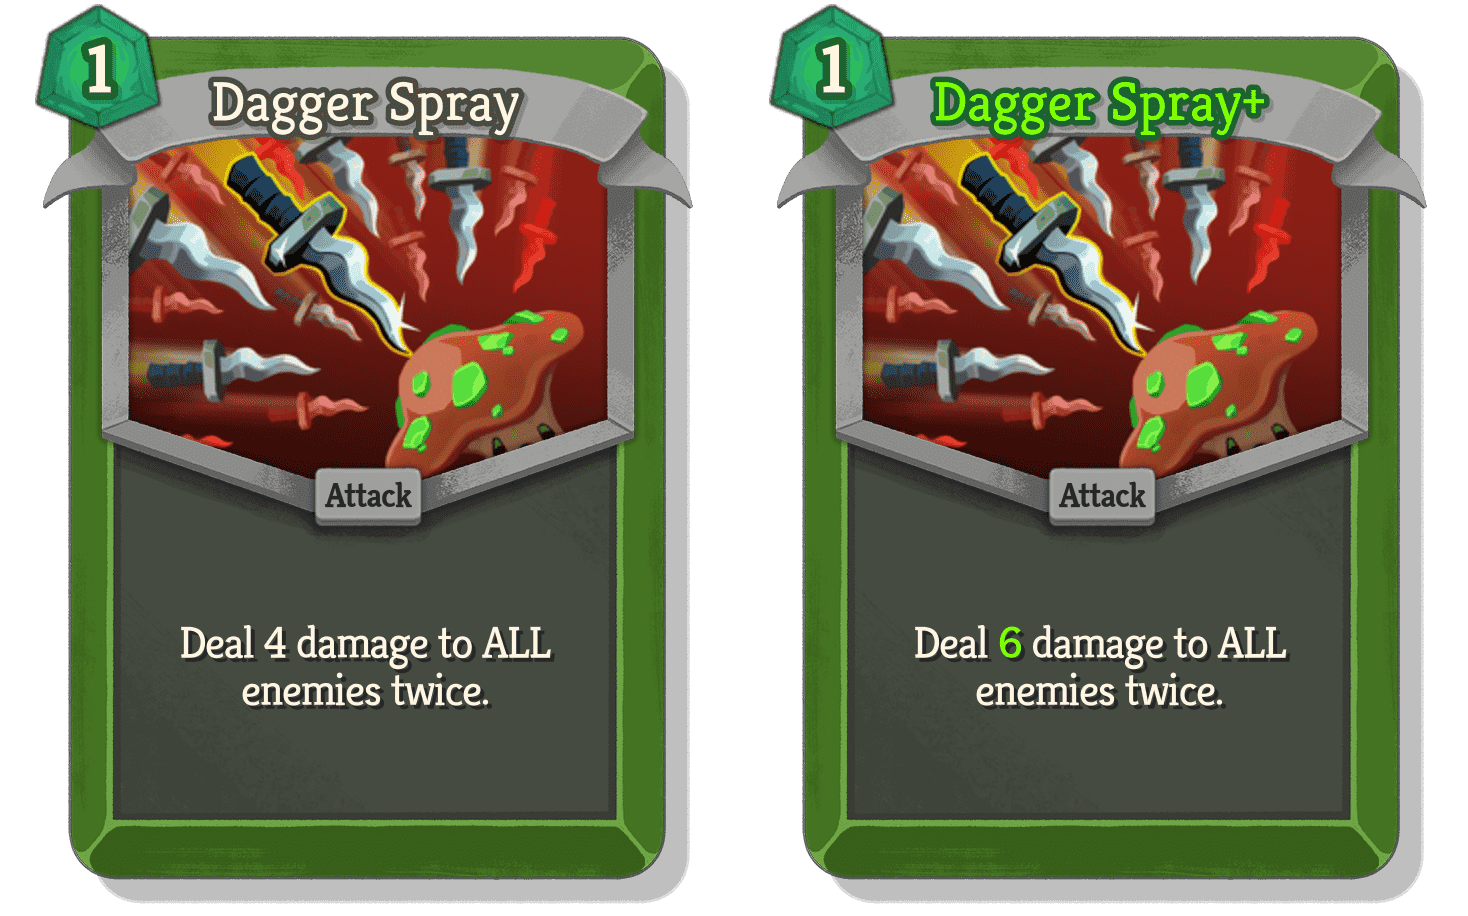 1
Dagger Spray
Attack
Deal 4 damage to ALL
enemies twice.
1
Dagger Spray+
Attack
Deal 6 damage to ALL
enemies twice.